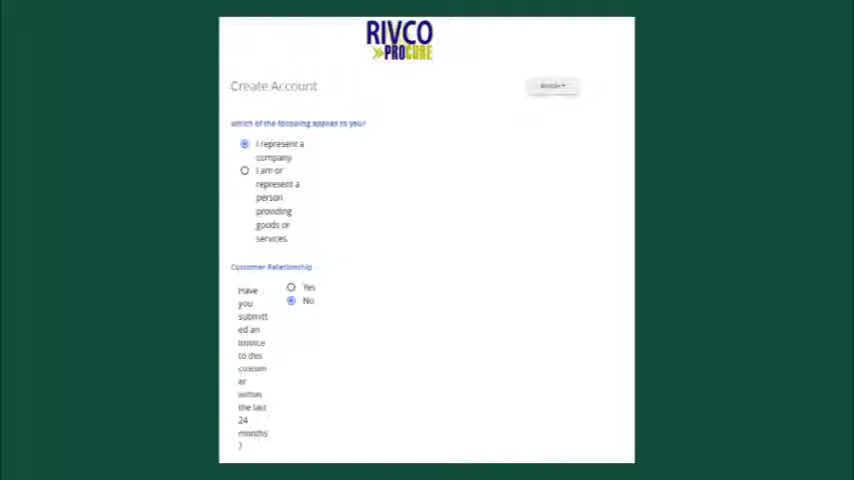 RIVCO
PROCURE
Create Account
Which of the following applies to you?
I represent a
company.
I am or
represent a
person
providing
goods or
services.
Customer Relationship
Have
you
submitt
ed an
invoice
to this
custom
er
within
the last
24
months
?
Yes
No